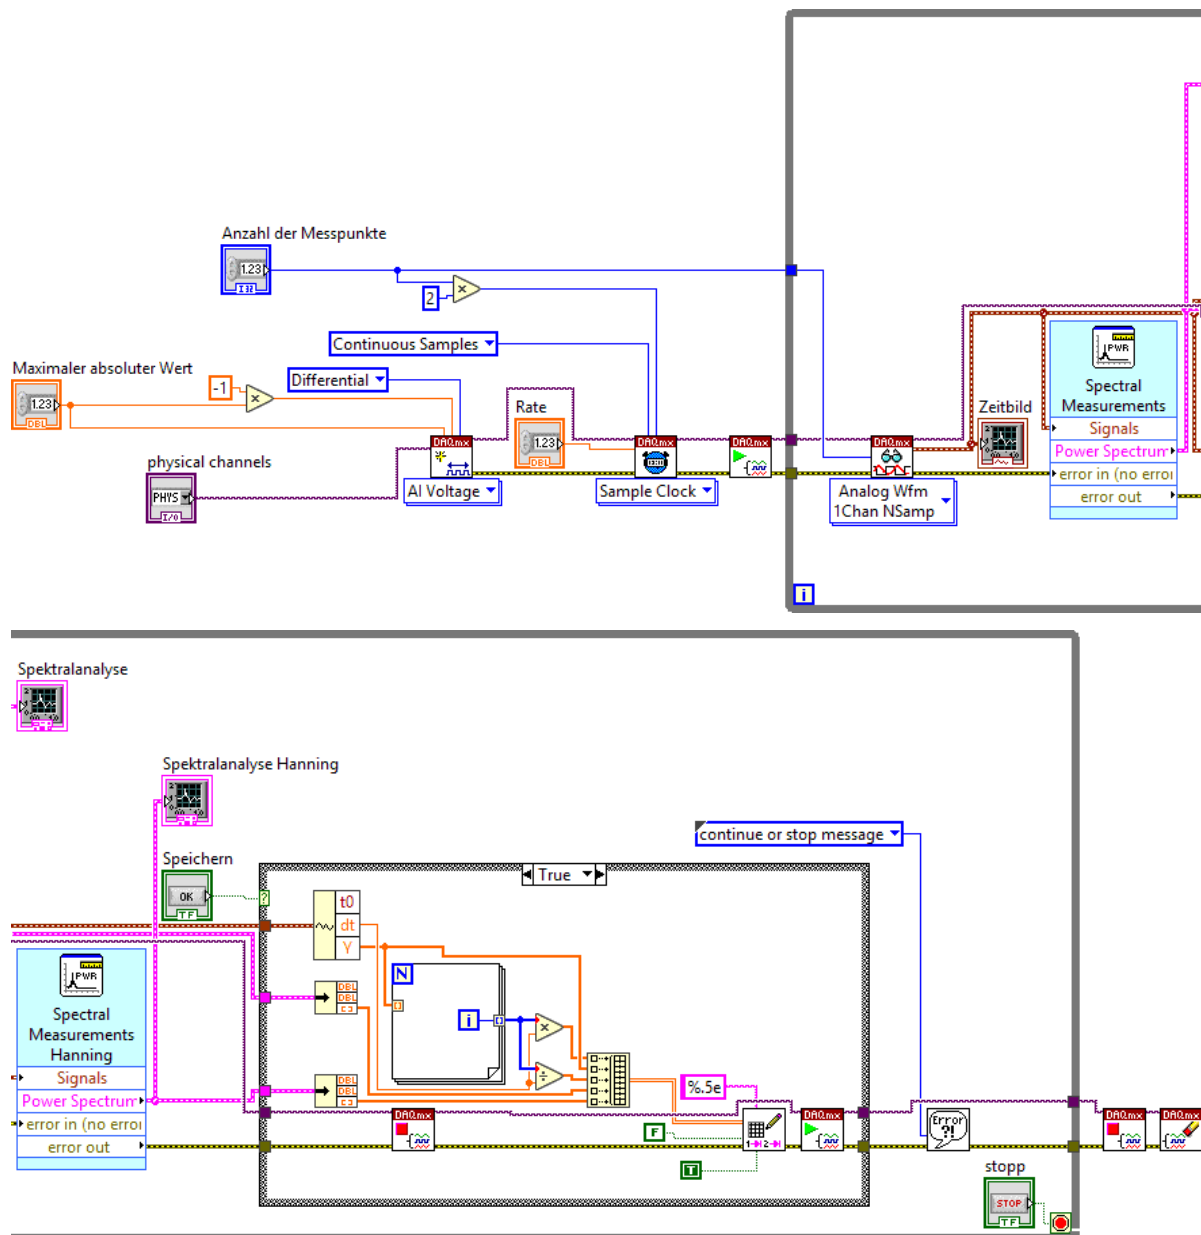 Anzahl der Messpunkte
1.23
I32
2
Continuous Samples
Maximaler absoluter Wert
1.23
DBL
-1
Differential
Rate
1.23
DBL
physical channels
PHYS
I/O
DAQmx
AI Voltage
DAQmx
Sample Clock
DAQmx
DAQmx
Analog Wfm
1Chan NSamp
Zeitbild
PWR
Spectral
Measurements
Signals
Power Spectrum
error in (no erroi
error out
i
Spektralanalyse
Spektralanalyse Hanning
continue or stop message
Speichern
OK
TF
True
t0
dt
Y
N
i
DBL
DBL
DBL
DBL
PWR
Spectral
Measurements
Hanning
Signals
Power Spectrum
error in (no erroi
error out
%.5e
DAQmx
F
T
1 2
DAQmx
Error
?!
DAQmx
DAQmx
stopp
STOP
TF